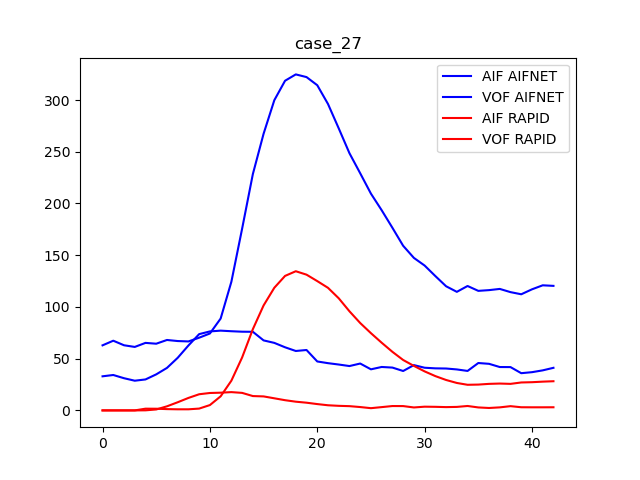 case_27
AIF AIFNET
VOF AIFNET
AIF RAPID
VOF RAPID
300
250
200
150
100
50
0
0 10 20 30 40